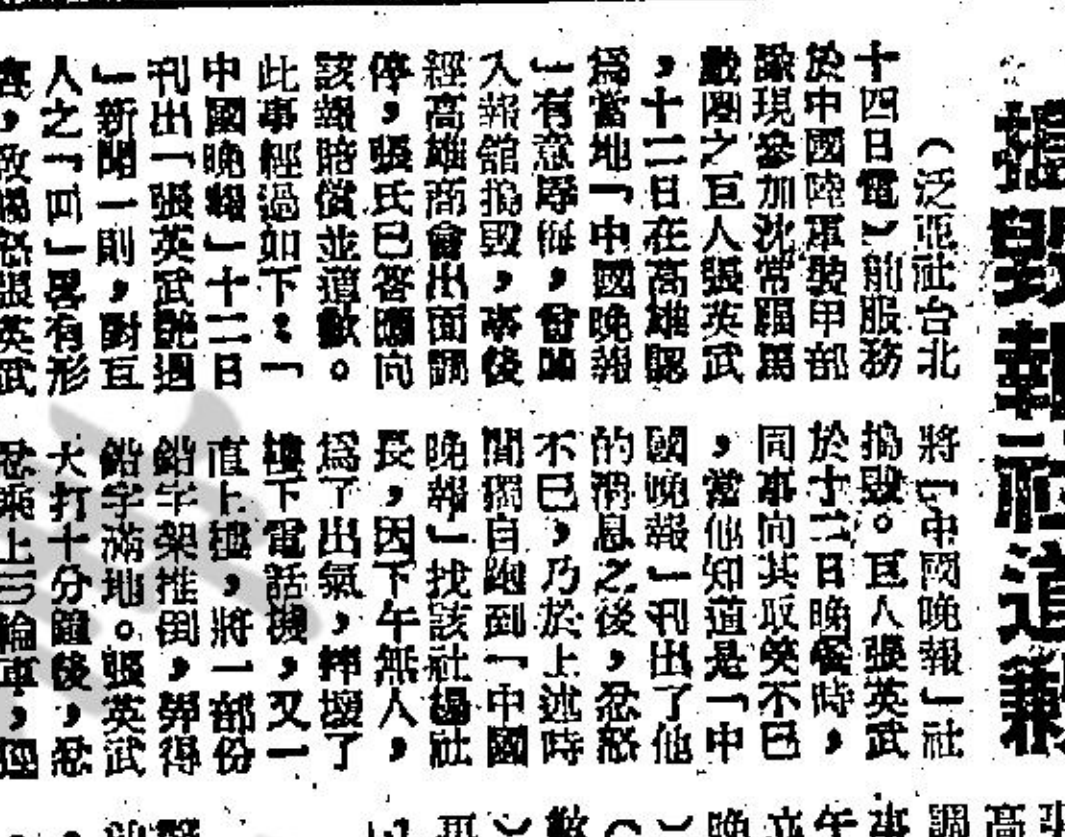 搗毀報社道兼
（泛亞社台北
十四日電）前服務
於中國陸軍裝甲部
隊現參加沈常福馬
戲團之巨人張英武
，十二日在高雄認
為當地「中國晚報
」有意辱侮，曾闖
入報館搗毀，事後
經高雄商會出面調
停，張氏已答應向
該報賠償並道歉。
此事經過如下：「
中國晚報」十二日
刊出「張英武艷遇
」新聞一則，對巨
人之「　」畧有形
將「中國晚報」社
搗毀。巨人張英武
於十二日晚餐時，
同事向其取笑不已
，當他知道是「中
國晚報」刊出了他
的消息之後，忿怒
不已，乃於上述時
間獨自跑到「中國
晚報」找該社楊社
長，因下午無人，
為了出氣，摔壞了
樓下電話機，又一
直上樓，將一部份
鉛字架推倒，弄得
鉛字滿地。張英武
大打十分鐘後，忿
忿乘上三輪車，